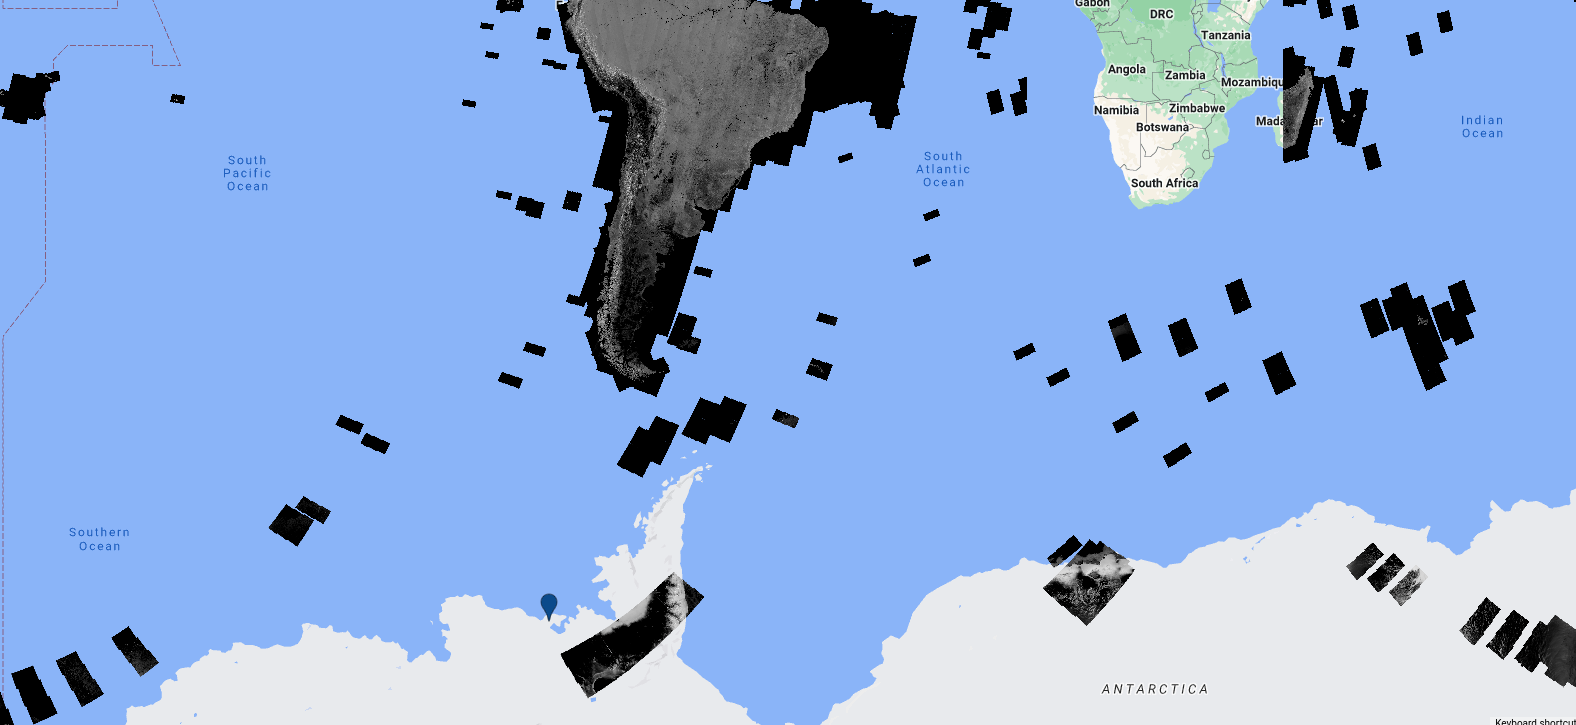 Gabon
DRC
Tanzania
Angola
Zambia
Mozambiqu
Namibia
Zimbabwe
Botswana
Mada
ar
South Africa
Indian
Ocean
South
Pacific
Ocean
South
Atlantic
Ocean
Southern
Ocean
ANTARCTICA
Keyboard shortcut